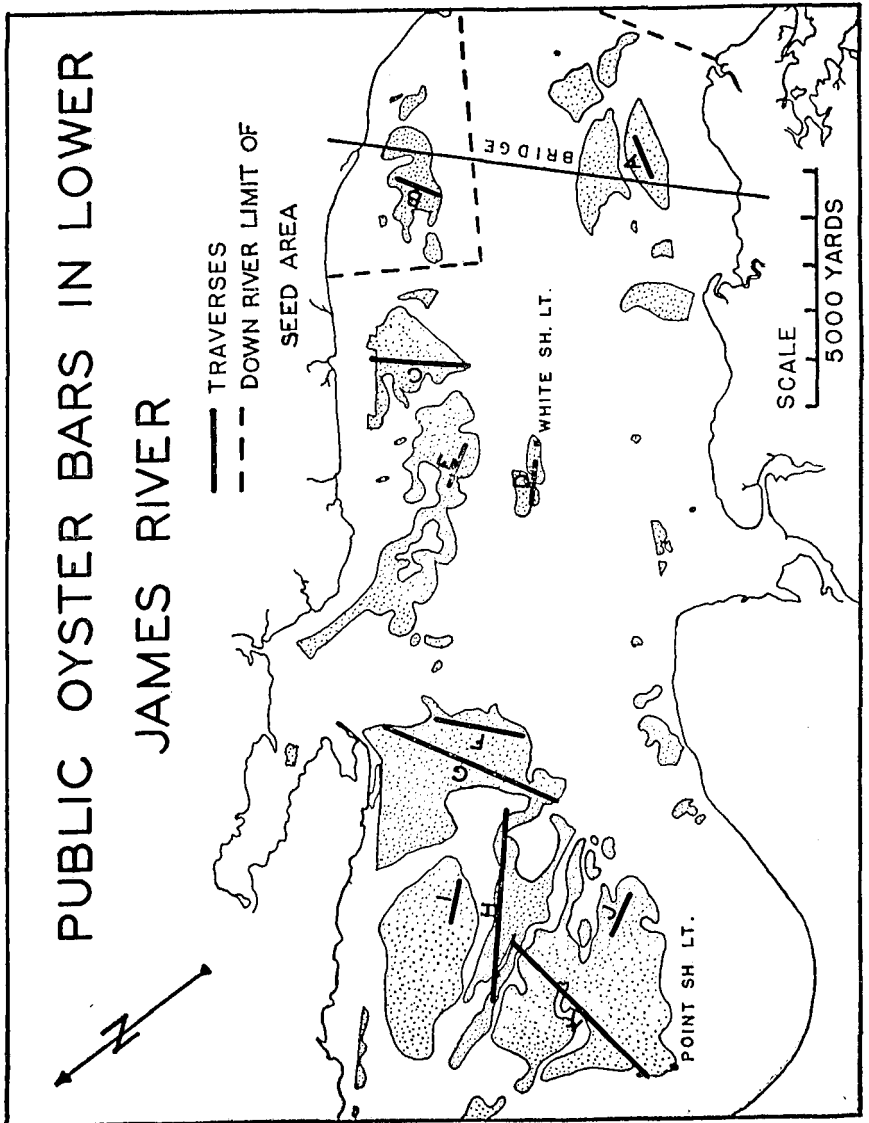 PUBLIC OYSTER BARS IN LOWER
JAMES RIVER
TRAVERSES
DOWN RIVER LIMIT OF
SEED AREA
N
BRIDGE
A
B
C
D
F
G
H
I
J
K
WHITE SH. LT.
POINT SH. LT.
SCALE
5000 YARDS